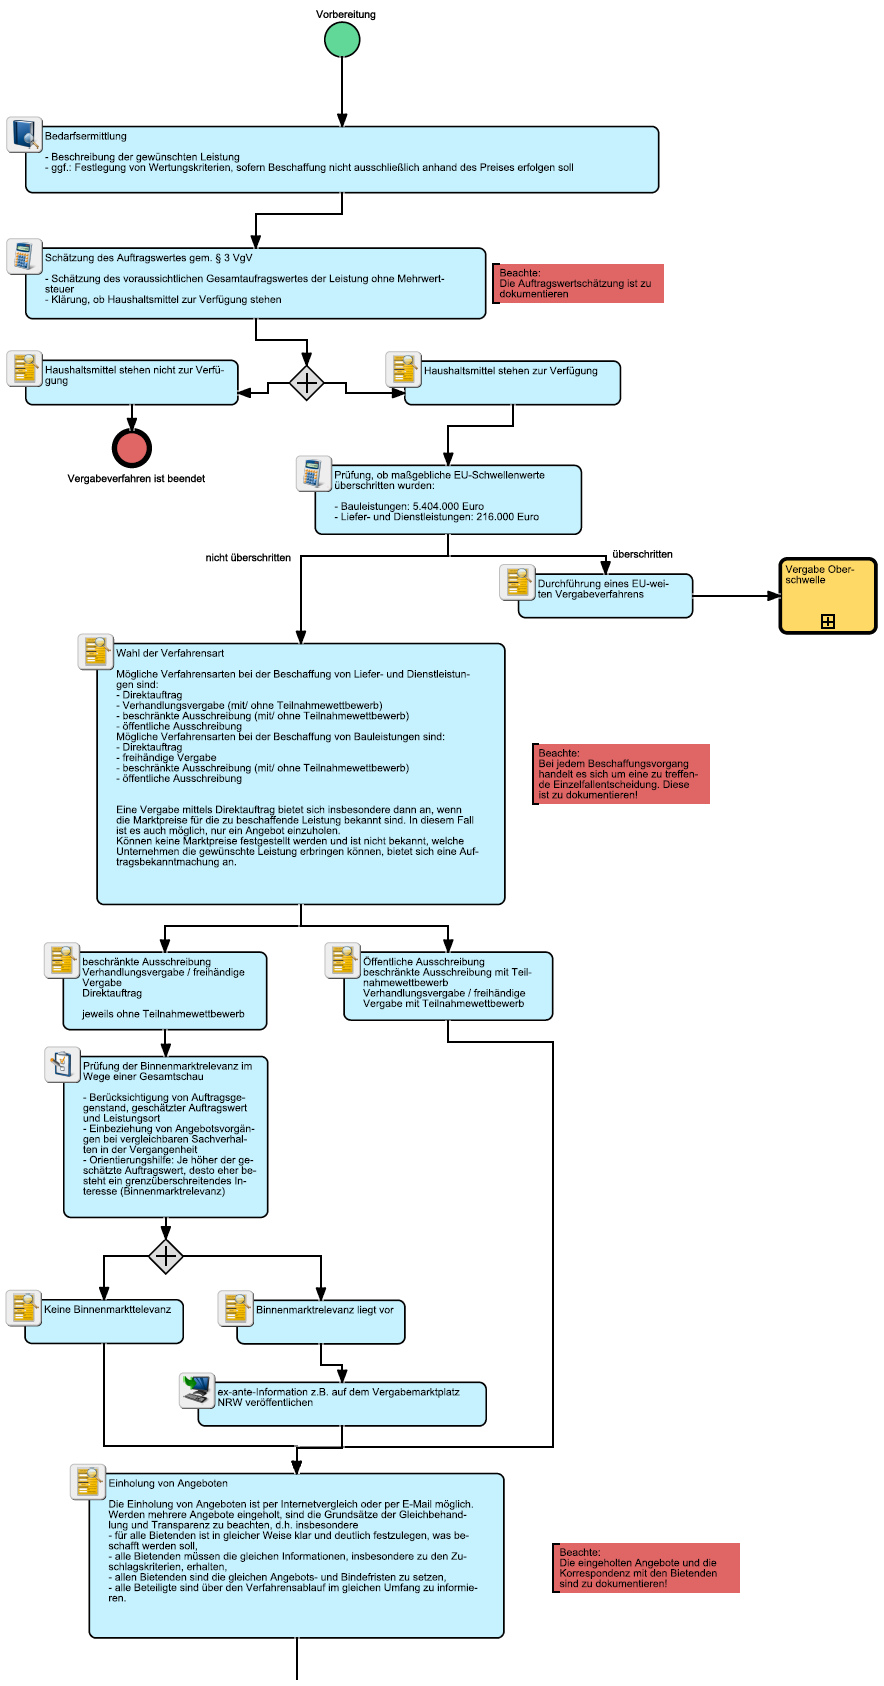 Vorbereitung
Bedarfsermittlung
- Beschreibung der gewünschten Leistung
- ggf.: Festlegung von Wertungskriterien, sofern Beschaffung nicht ausschließlich anhand des Preises erfolgen soll
Schätzung des Auftragswertes gem. § 3 VgV
- Schätzung des voraussichtlichen Gesamtaufragswertes der Leistung ohne Mehrwert-
steuer
- Klärung, ob Haushaltsmittel zur Verfügung stehen
Beachte:
Die Auftragswertschätzung ist zu
dokumentieren
Haushaltsmittel stehen nicht zur Verfü-
gung
Haushaltsmittel stehen zur Verfügung
Vergabeverfahren ist beendet
Prüfung, ob maßgebliche EU-Schwellenwerte
überschritten wurden:
- Bauleistungen: 5.404.000 Euro
- Liefer- und Dienstleistungen: 216.000 Euro
nicht überschritten
überschritten
Durchführung eines EU-wei-
ten Vergabeverfahrens
Vergabe Ober-
schwelle
Wahl der Verfahrensart
Mögliche Verfahrensarten bei der Beschaffung von Liefer- und Dienstleistun-
gen sind:
- Direktauftrag
- Verhandlungsvergabe (mit/ ohne Teilnahmewettbewerb)
- beschränkte Ausschreibung (mit/ ohne Teilnahmewettbewerb)
- öffentliche Ausschreibung
Mögliche Verfahrensarten bei der Beschaffung von Bauleistungen sind:
- Direktauftrag
- freihändige Vergabe
- beschränkte Ausschreibung (mit/ ohne Teilnahmewettbewerb)
- öffentliche Ausschreibung
Eine Vergabe mittels Direktauftrag bietet sich insbesondere dann an, wenn
die Marktpreise für die zu beschaffende Leistung bekannt sind. In diesem Fall
ist es auch möglich, nur ein Angebot einzuholen.
Können keine Marktpreise festgestellt werden und ist nicht bekannt, welche
Unternehmen die gewünschte Leistung erbringen können, bietet sich eine Auf-
tragsbekanntmachung an.
Beachte:
Bei jedem Beschaffungsvorgang
handelt es sich um eine zu treffen-
de Einzelfallentscheidung. Diese
ist zu dokumentieren!
beschränkte Ausschreibung
Verhandlungsvergabe / freihändige
Vergabe
Direktauftrag
jeweils ohne Teilnahmewettbewerb
Öffentliche Ausschreibung
beschränkte Ausschreibung mit Teil-
nahmewettbewerb
Verhandlungsvergabe / freihändige
Vergabe mit Teilnahmewettbewerb
Prüfung der Binnenmarktrelevanz im
Wege einer Gesamtschau
- Berücksichtigung von Auftragsge-
genstand, geschätzter Auftragswert
und Leistungsort
- Einbeziehung von Angebotsvorgän-
gen bei vergleichbaren Sachverhal-
ten in der Vergangenheit
- Orientierungshilfe: Je höher der ge-
schätzte Auftragswert, desto eher be-
steht ein grenzüberschreitendes In-
teresse (Binnenmarktrelevanz)
Keine Binnenmarkttelevanz
Binnenmarktrelevanz liegt vor
ex-ante-Information z.B. auf dem Vergabemarktplatz
NRW veröffentlichen
Einholung von Angeboten
Die Einholung von Angeboten ist per Internetvergleich oder per E-Mail möglich.
Werden mehrere Angebote eingeholt, sind die Grundsätze der Gleichbehand-
lung und Transparenz zu beachten, d.h. insbesondere
- für alle Bietenden ist in gleicher Weise klar und deutlich festzulegen, was be-
schafft werden soll,
- alle Bietenden müssen die gleichen Informationen, insbesondere zu den Zu-
schlagskriterien, erhalten,
- allen Bietenden sind die gleichen Angebots- und Bindefristen zu setzen,
- alle Beteiligte sind über den Verfahrensablauf im gleichen Umfang zu informie-
ren.
Beachte:
Die eingeholten Angebote und die
Korrespondenz mit den Bietenden
sind zu dokumentieren!